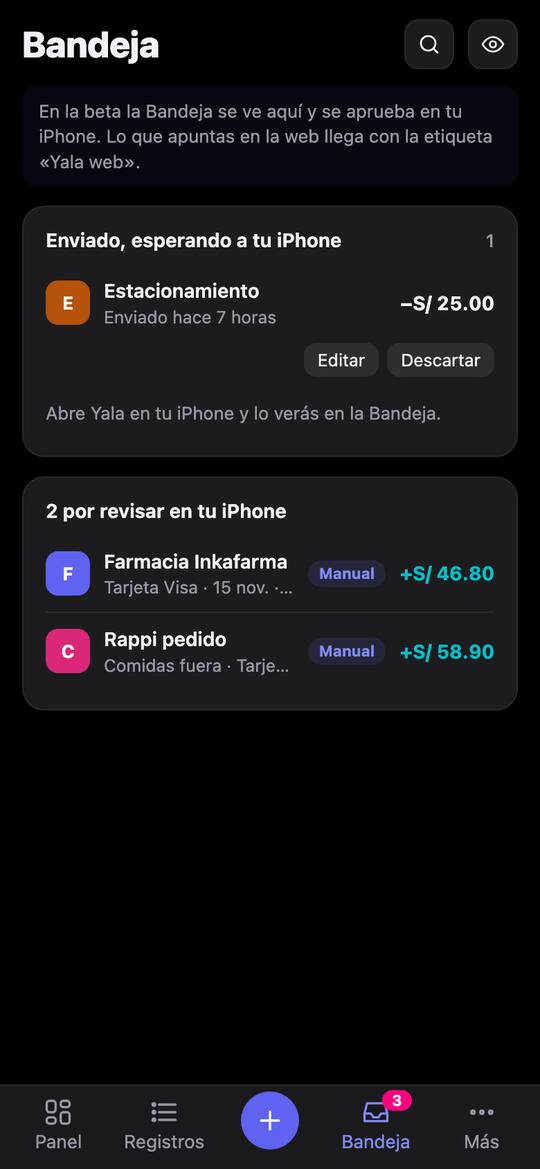 Bandeja
En la beta la Bandeja se ve aquí y se aprueba en tu
iPhone. Lo que apuntas en la web llega con la etiqueta
«Yala web».
Enviado, esperando a tu iPhone 1
E Estacionamiento –S/ 25.00
Enviado hace 7 horas
Editar Descartar
Abre Yala en tu iPhone y lo verás en la Bandeja.
2 por revisar en tu iPhone
F Farmacia Inkafarma Manual +S/ 46.80
Tarjeta Visa · 15 nov. ·...
C Rappi pedido Manual +S/ 58.90
Comidas fuera · Tarje...
3
Panel Registros Bandeja Más